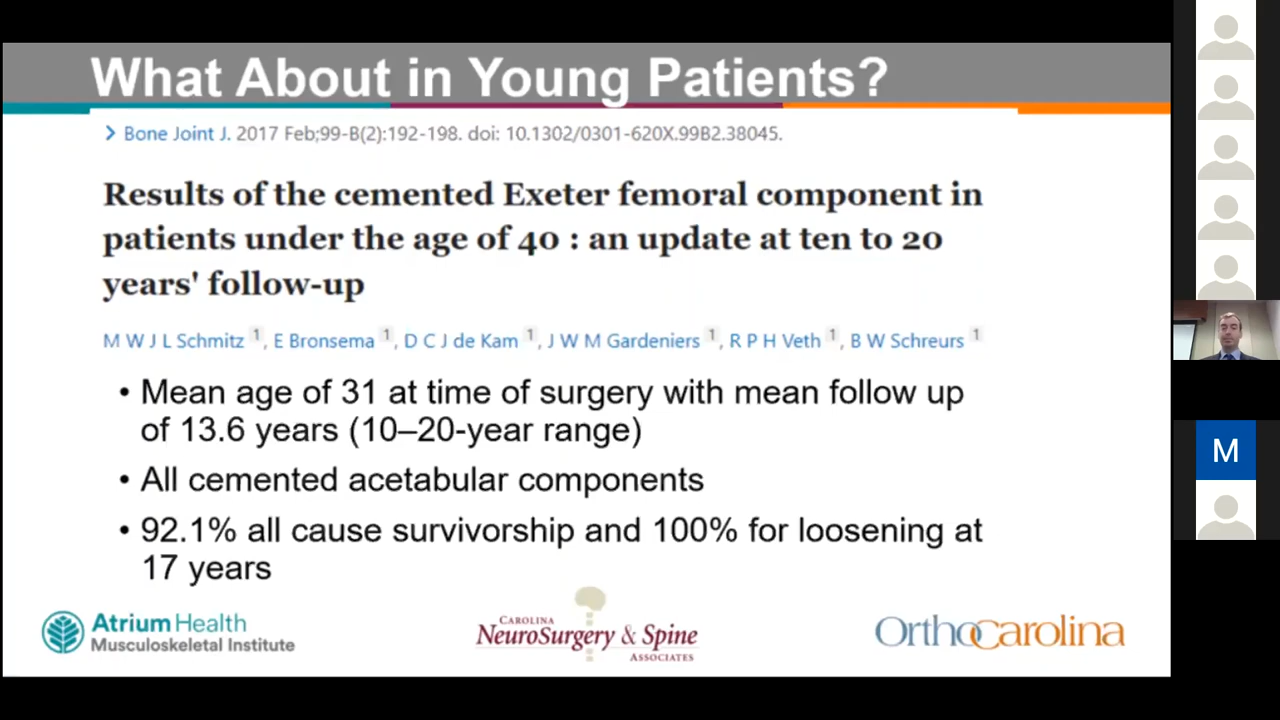 What About in Young Patients?
> Bone Joint J. 2017 Feb;99-B(2):192-198. doi: 10.1302/0301-620X.99B2.38045.
Results of the cemented Exeter femoral component in
patients under the age of 40 : an update at ten to 20
years' follow-up
M W J L Schmitz 1, E Bronsema 1, D C J de Kam 1, J W M Gardeniers 1, R P H Veth 1, B W Schreurs 1
• Mean age of 31 at time of surgery with mean follow up
of 13.6 years (10–20-year range)
• All cemented acetabular components
• 92.1% all cause survivorship and 100% for loosening at
17 years
Atrium Health
Musculoskeletal Institute
CAROLINA
NEUROSURGERY & SPINE
ASSOCIATES
OrthoCarolina
M